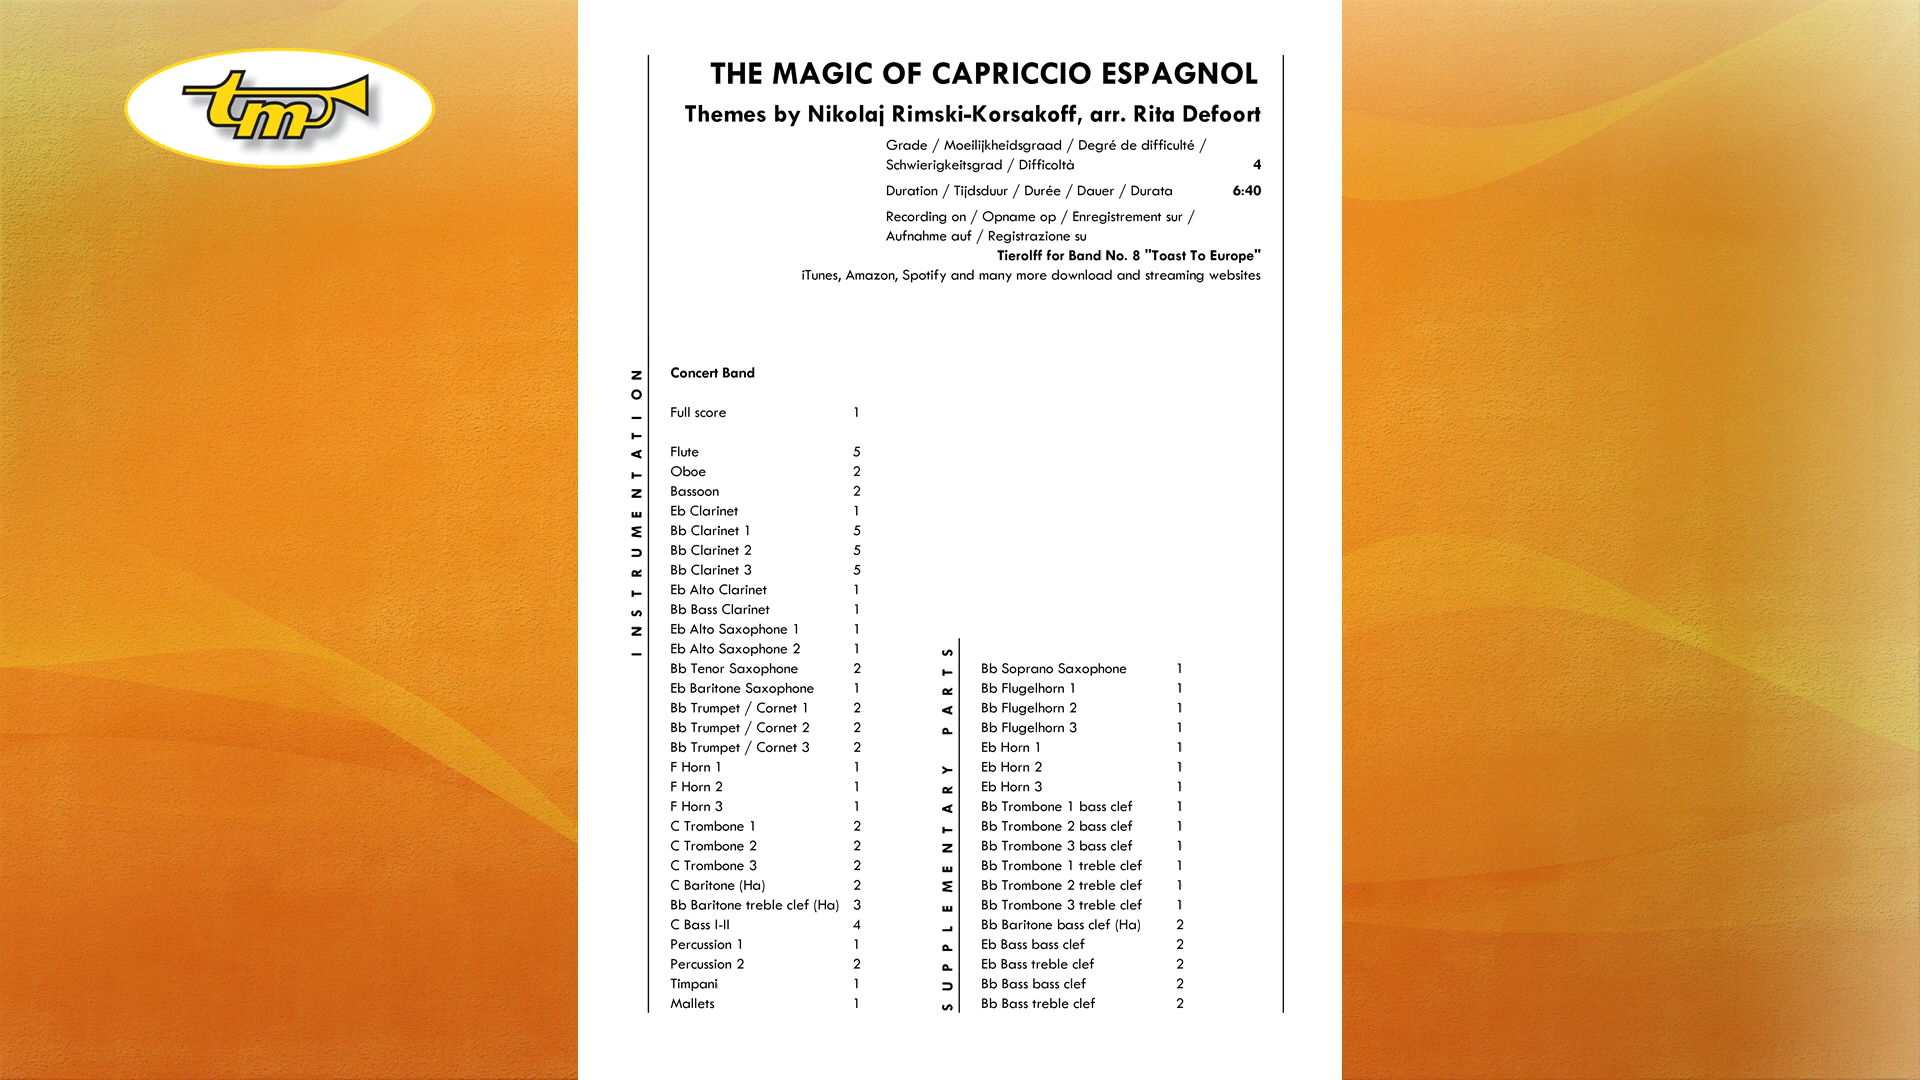 tm
THE MAGIC OF CAPRICCIO ESPAGNOL
Themes by Nikolaj Rimski-Korsakoff, arr. Rita Defoort
Grade / Moeilijkheidsgraad / Degré de difficulté /
Schwierigkeitsgrad / Difficoltà 4
Duration / Tijdsduur / Durée / Dauer / Durata 6:40
Recording on / Opname op / Enregistrement sur /
Aufnahme auf / Registrazione su
Tierolff for Band No. 8 "Toast To Europe"
iTunes, Amazon, Spotify and many more download and streaming websites
INSTRUMENTATION
Concert Band
Full score 1
Flute 5
Oboe 2
Bassoon 2
Eb Clarinet 1
Bb Clarinet 1 5
Bb Clarinet 2 5
Bb Clarinet 3 5
Eb Alto Clarinet 1
Bb Bass Clarinet 1
Eb Alto Saxophone 1 1
Eb Alto Saxophone 2 1
Bb Tenor Saxophone 2
Eb Baritone Saxophone 1
Bb Trumpet / Cornet 1 2
Bb Trumpet / Cornet 2 2
Bb Trumpet / Cornet 3 2
F Horn 1 1
F Horn 2 1
F Horn 3 1
C Trombone 1 2
C Trombone 2 2
C Trombone 3 2
C Baritone (Ha) 2
Bb Baritone treble clef (Ha) 3
C Bass I-II 4
Percussion 1 1
Percussion 2 2
Timpani 1
Mallets 1
SUPPLEMENTARY PARTS
Bb Soprano Saxophone 1
Bb Flugelhorn 1 1
Bb Flugelhorn 2 1
Bb Flugelhorn 3 1
Eb Horn 1 1
Eb Horn 2 1
Eb Horn 3 1
Bb Trombone 1 bass clef 1
Bb Trombone 2 bass clef 1
Bb Trombone 3 bass clef 1
Bb Trombone 1 treble clef 1
Bb Trombone 2 treble clef 1
Bb Trombone 3 treble clef 1
Bb Baritone bass clef (Ha) 2
Eb Bass bass clef 2
Eb Bass treble clef 2
Bb Bass bass clef 2
Bb Bass treble clef 2